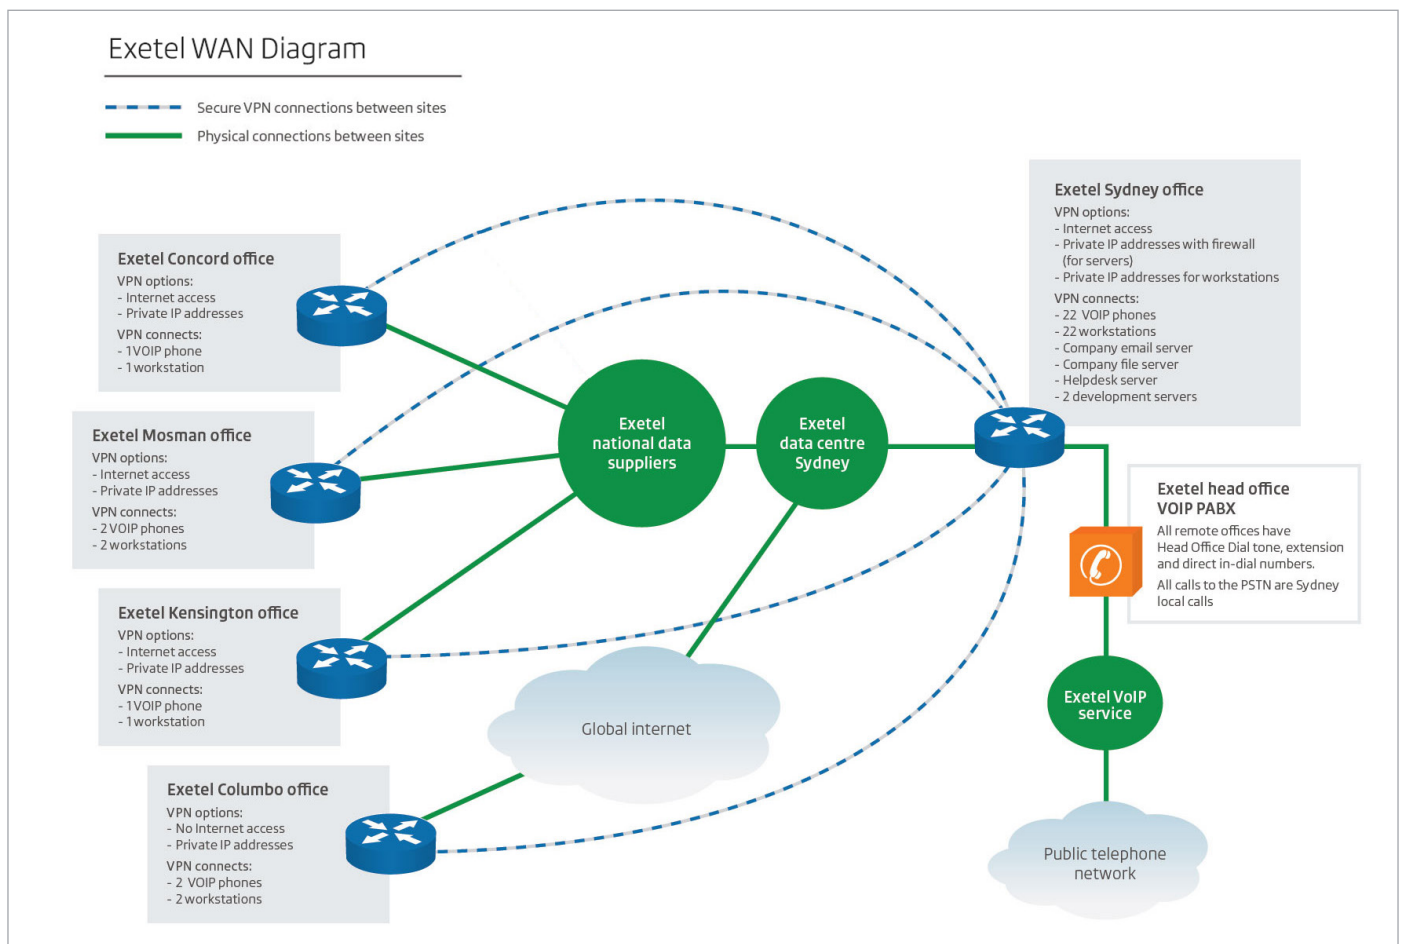 Exetel WAN Diagram
Secure VPN connections between sites
Physical connections between sites
Exetel Sydney office
VPN options:
- Internet access
- Private IP addresses with firewall
(for servers)
- Private IP addresses for workstations
VPN connects:
- 22 VOIP phones
- 22 workstations
- Company email server
- Company file server
- Helpdesk server
- 2 development servers
Exetel Concord office
VPN options:
- Internet access
- Private IP addresses
VPN connects:
- 1 VOIP phone
- 1 workstation
Exetel Mosman office
VPN options:
- Internet access
- Private IP addresses
VPN connects:
- 2 VOIP phones
- 2 workstations
Exetel
national data
suppliers
Exetel
data centre
Sydney
Exetel head office
VOIP PABX
All remote offices have
Head Office Dial tone, extension
and direct in-dial numbers.
All calls to the PSTN are Sydney
local calls
Exetel Kensington office
VPN options:
- Internet access
- Private IP addresses
VPN connects:
- 1 VOIP phone
- 1 workstation
Global internet
Exetel VoIP
service
Exetel Columbo office
VPN options:
- No Internet access
- Private IP addresses
VPN connects:
- 2 VOIP phones
- 2 workstations
Public telephone
network